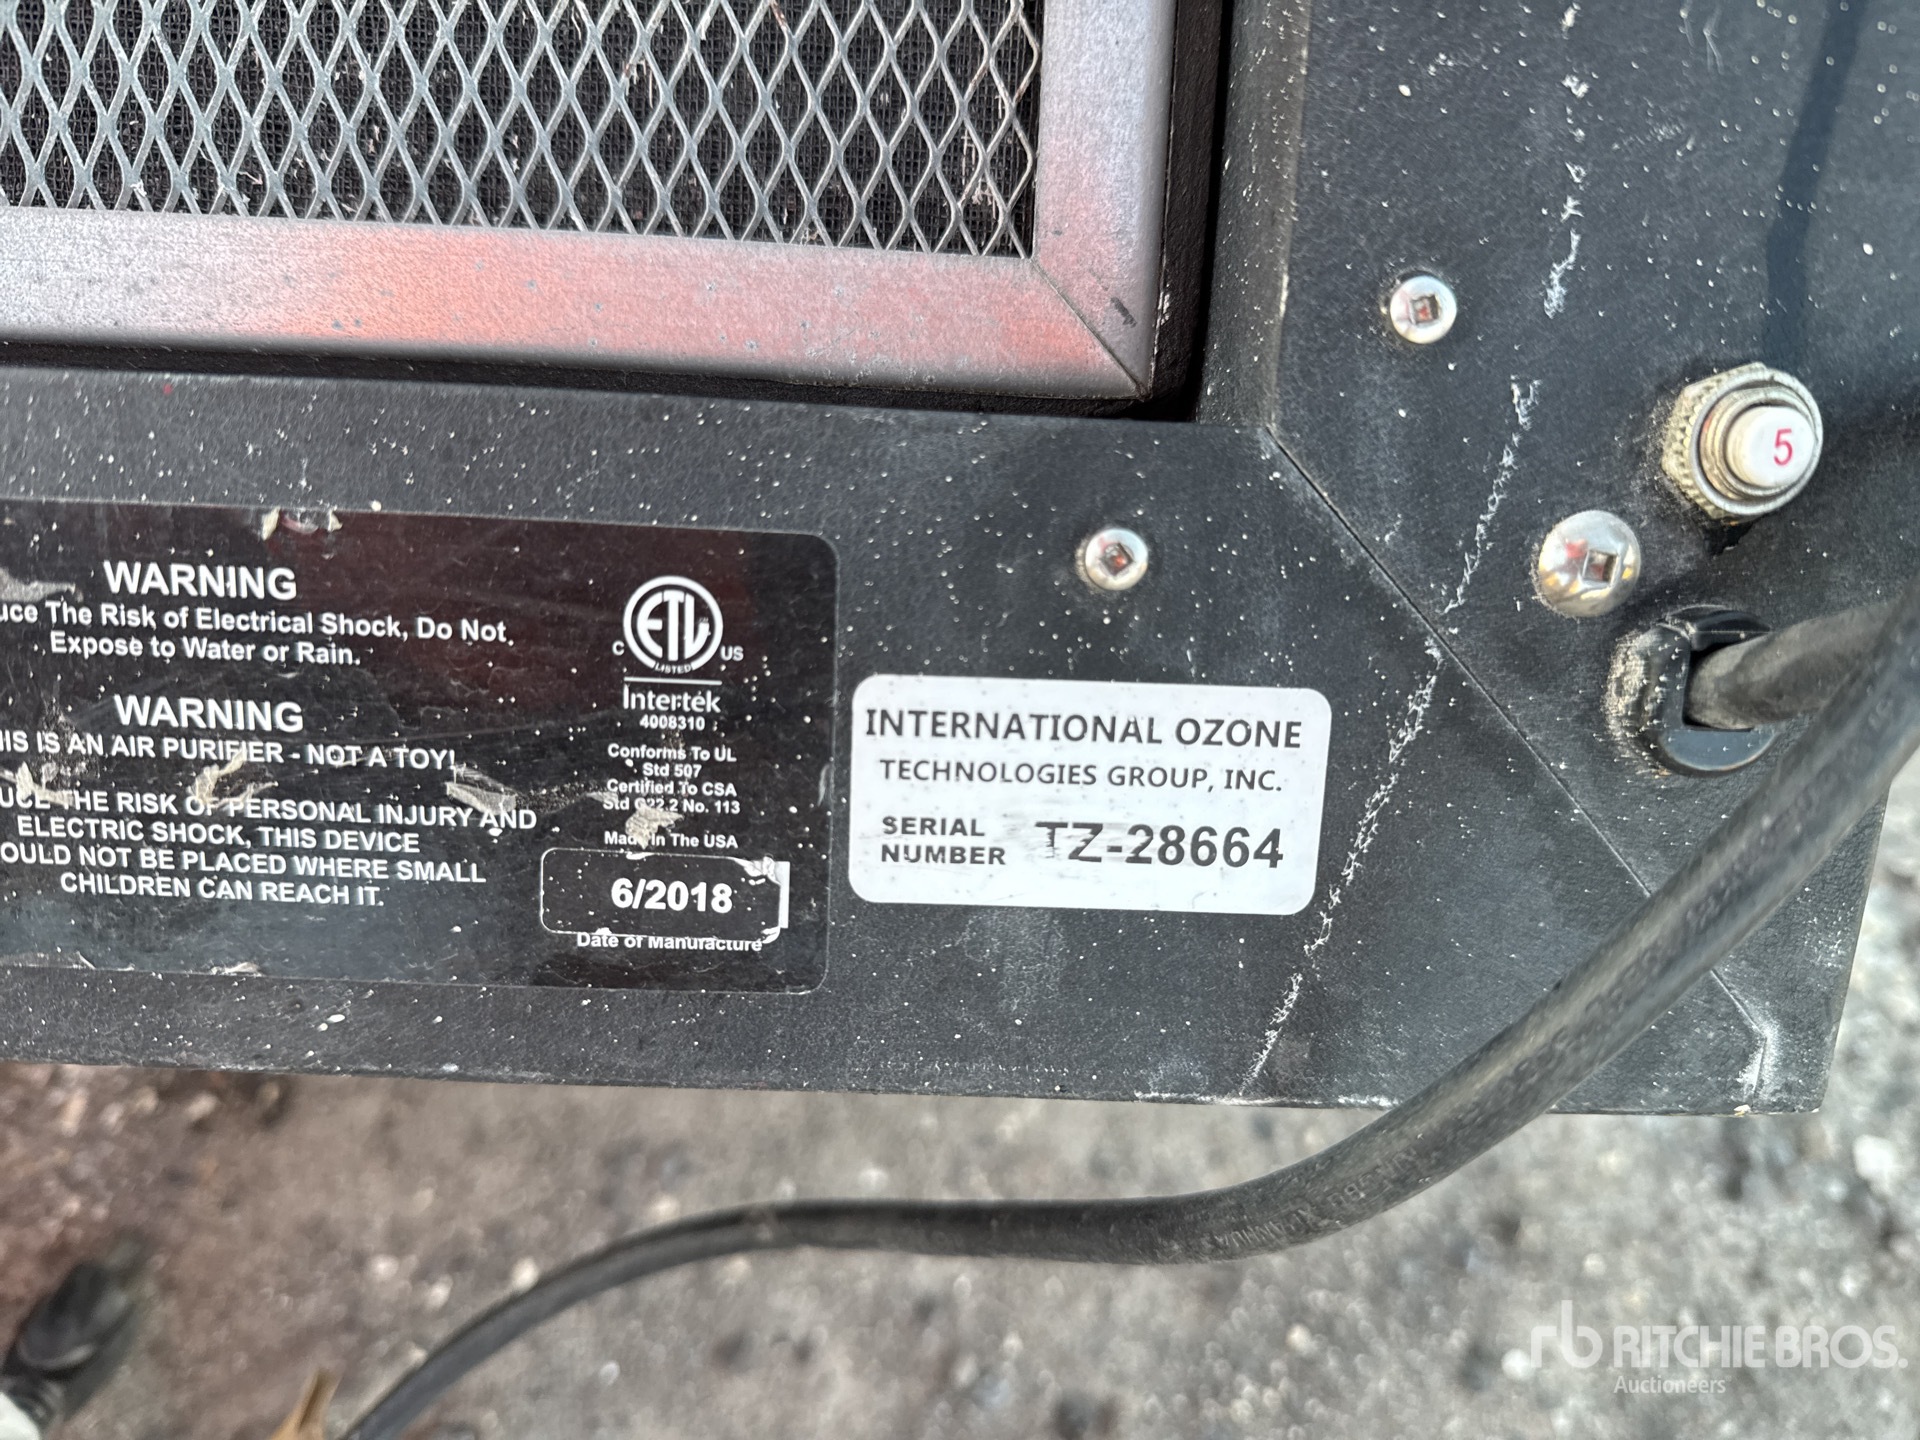 5
WARNING
The Risk of Electrical Shock, Do Not
Expose to Water or Rain.
WARNING
IS AN AIR PURIFIER - NOT A TOY!
THE RISK OF PERSONAL INJURY AND
ELECTRIC SHOCK, THIS DEVICE
NOT BE PLACED WHERE SMALL
CHILDREN CAN REACH IT.
C ETL US
LISTED
Intertek
4008310
Conforms To UL
Std 507
Certified To CSA
Std C22.2 No. 113
Made In The USA
6/2018
Date of Manufacture
INTERNATIONAL OZONE
TECHNOLOGIES GROUP, INC.
SERIAL
NUMBER TZ-28664
rb RITCHIE BROS.
Auctioneers